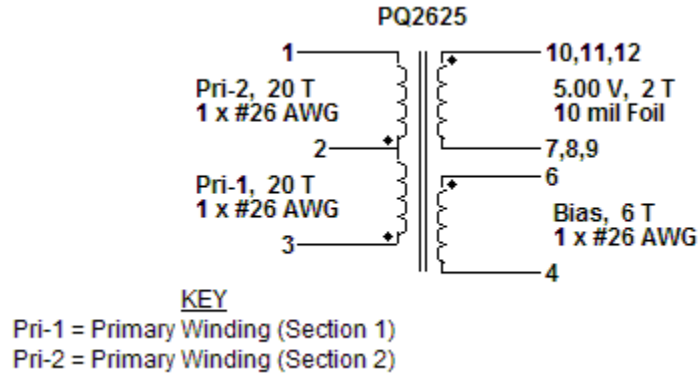 PQ2625
1
Pri-2, 20 T
1 x #26 AWG
2
Pri-1, 20 T
1 x #26 AWG
3
10,11,12
5.00 V, 2 T
10 mil Foil
7,8,9
6
Bias, 6 T
1 x #26 AWG
4
KEY
Pri-1 = Primary Winding (Section 1)
Pri-2 = Primary Winding (Section 2)